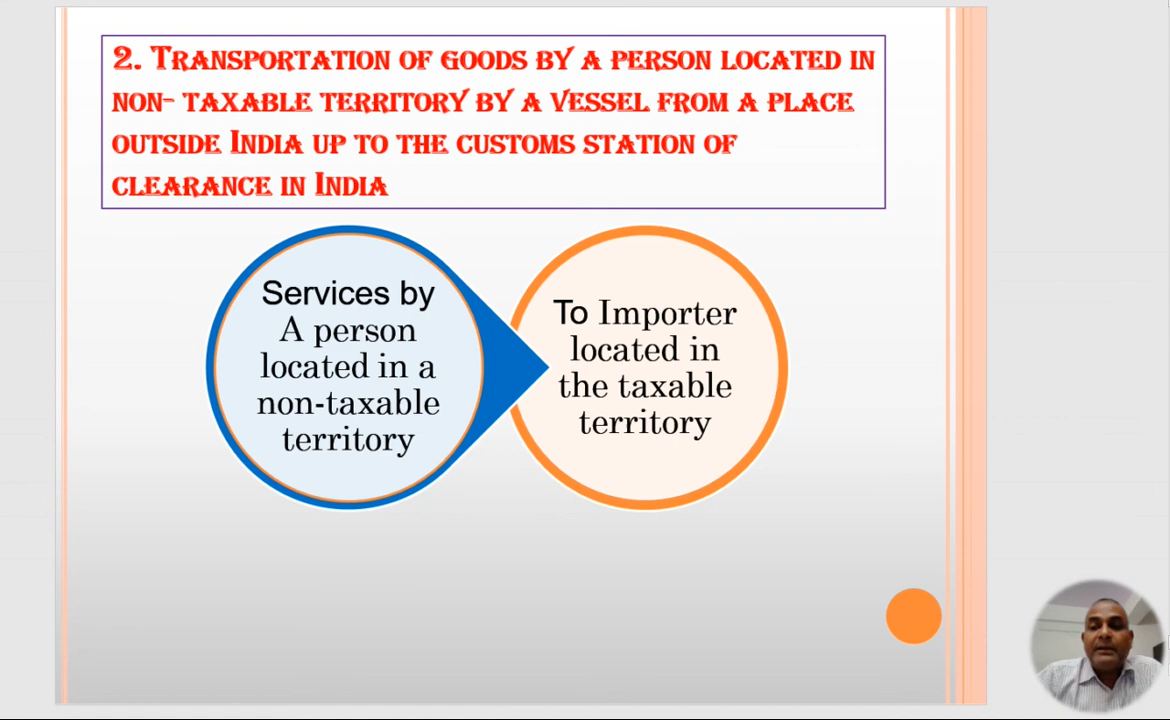 2. Transportation of goods by a person located in
non- taxable territory by a vessel from a place
outside India up to the customs station of
clearance in India
Services by
A person
located in a
non-taxable
territory
To Importer
located in
the taxable
territory